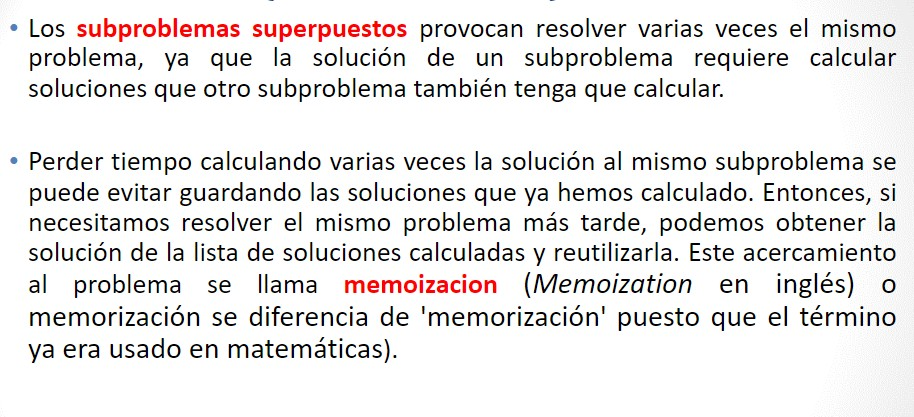 • Los subproblemas superpuestos provocan resolver varias veces el mismo
problema, ya que la solución de un subproblema requiere calcular
soluciones que otro subproblema también tenga que calcular.
• Perder tiempo calculando varias veces la solución al mismo subproblema se
puede evitar guardando las soluciones que ya hemos calculado. Entonces, si
necesitamos resolver el mismo problema más tarde, podemos obtener la
solución de la lista de soluciones calculadas y reutilizarla. Este acercamiento
al problema se llama memoizacion (Memoization en inglés) o
memorización se diferencia de 'memorización' puesto que el término
ya era usado en matemáticas).